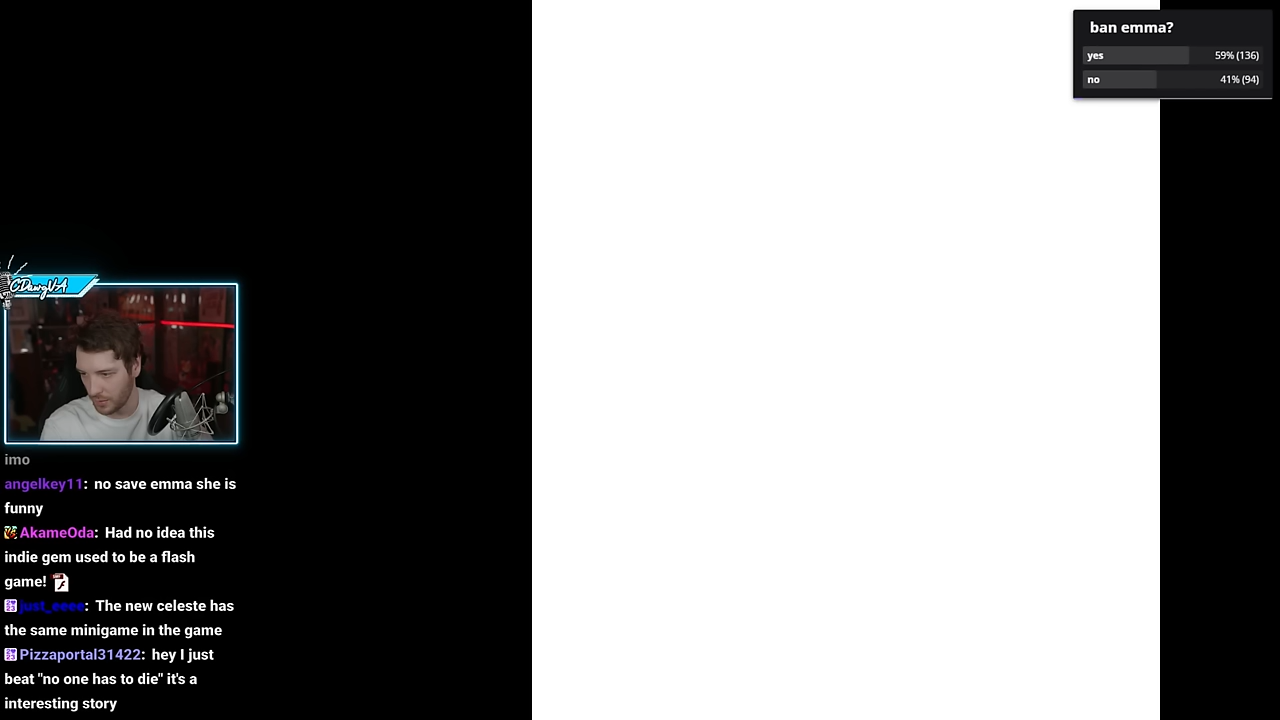 ban emma?
yes 59% (136)
no 41% (94)
CDawgVA
imo
angelkey11: no save emma she is
funny
AkameOda: Had no idea this
indie gem used to be a flash
game!
just_eeee: The new celeste has
the same minigame in the game
Pizzaportal31422: hey I just
beat "no one has to die" it's a
interesting story